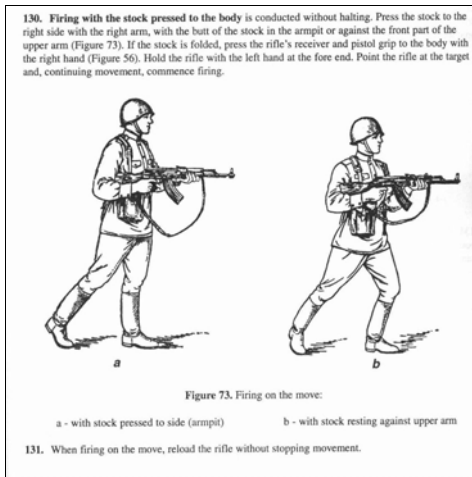 130. Firing with the stock pressed to the body is conducted without halting. Press the stock to the
right side with the right arm, with the butt of the stock in the armpit or against the front part of the
upper arm (Figure 73). If the stock is folded, press the rifle's receiver and pistol grip to the body with
the right hand (Figure 56). Hold the rifle with the left hand at the fore end. Point the rifle at the target
and, continuing movement, commence firing.
a
b
Figure 73. Firing on the move:
a - with stock pressed to side (armpit)
b - with stock resting against upper arm
131. When firing on the move, reload the rifle without stopping movement.